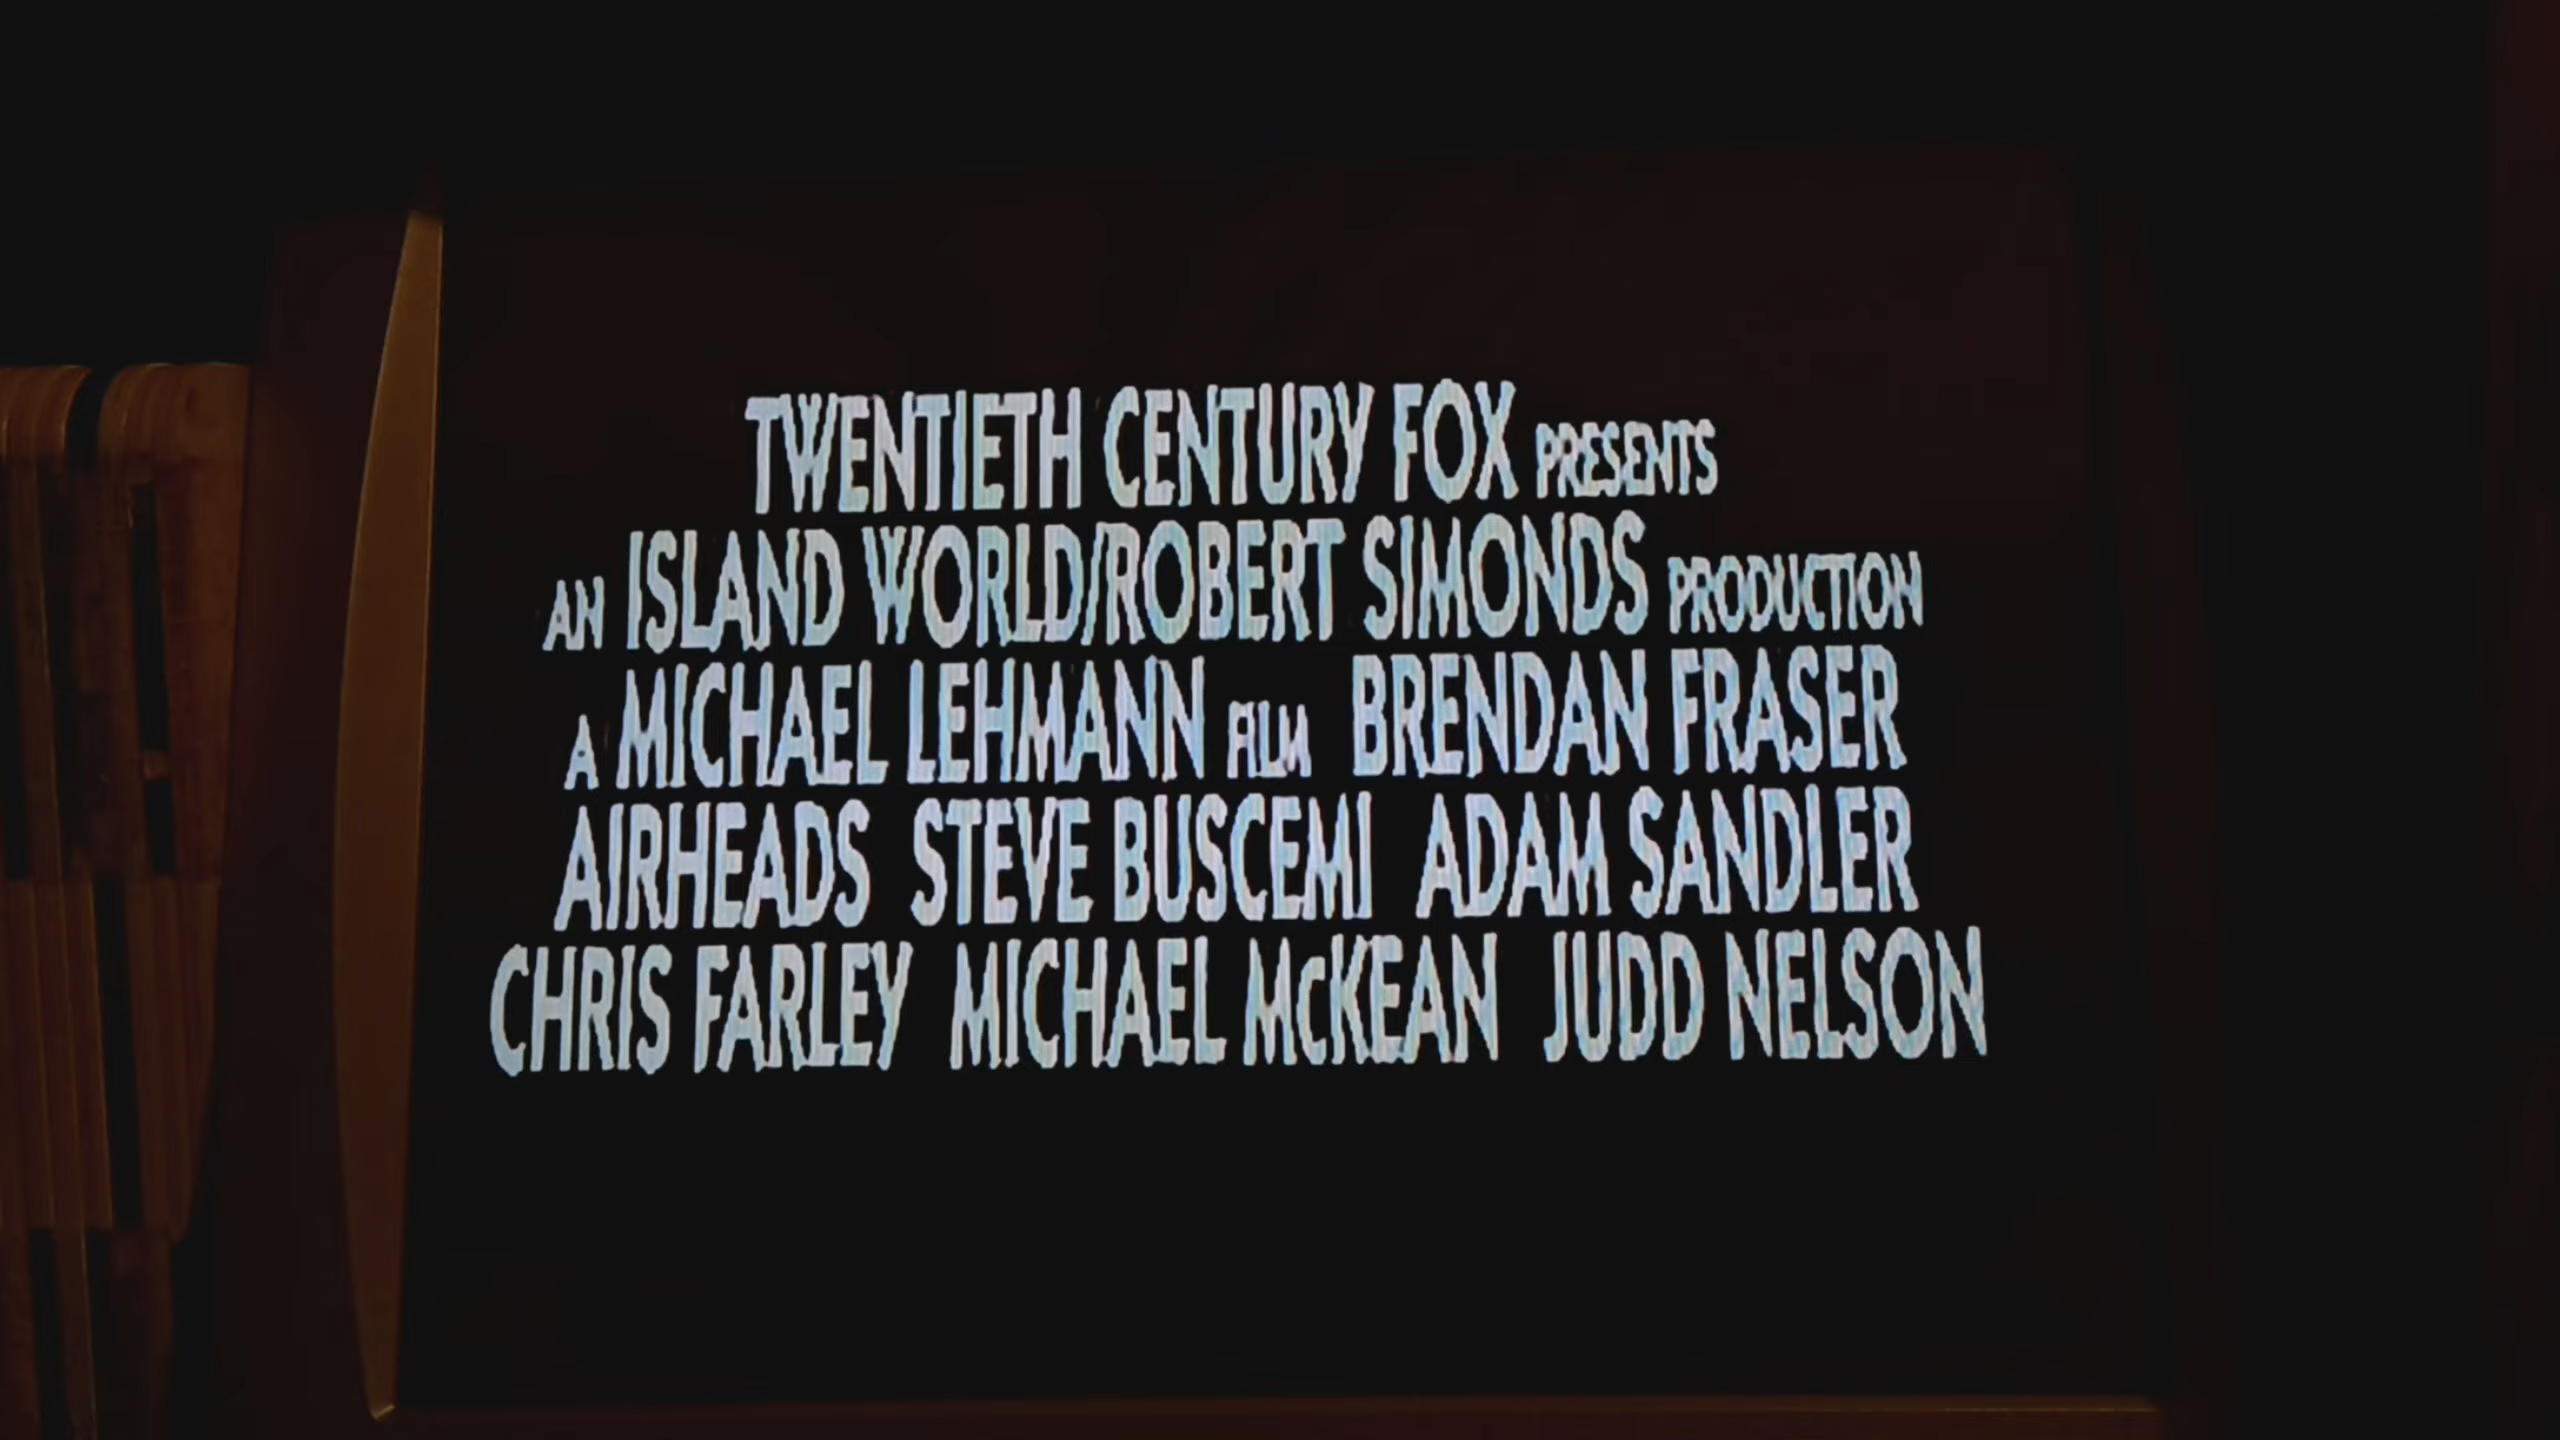 TWENTIETH CENTURY FOX PRESENTS
AN ISLAND WORLD/ROBERT SIMONDS PRODUCTION
A MICHAEL LEHMANN FILM BRENDAN FRASER
AIRHEADS STEVE BUSCEMI ADAM SANDLER
CHRIS FARLEY MICHAEL McKEAN JUDD NELSON